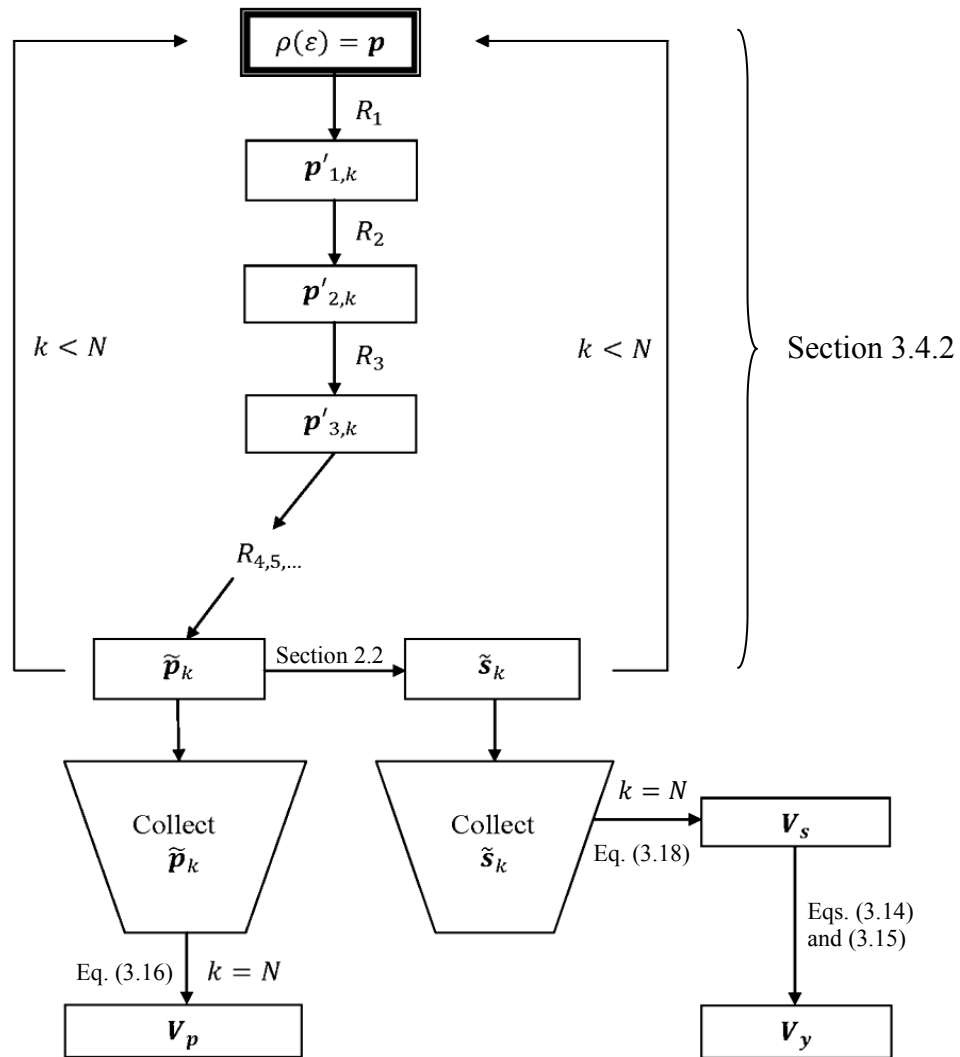 ρ(ε) = p
R₁
p′₁,ₖ
R₂
p′₂,ₖ
k < N
k < N
Section 3.4.2
R₃
p′₃,ₖ
R₄,₅,…
p̃ₖ
Section 2.2
s̃ₖ
Collect
p̃ₖ
Collect
s̃ₖ
k = N
Eq. (3.18)
Vₛ
Eqs. (3.14)
and (3.15)
Eq. (3.16)
k = N
Vₚ
V_y